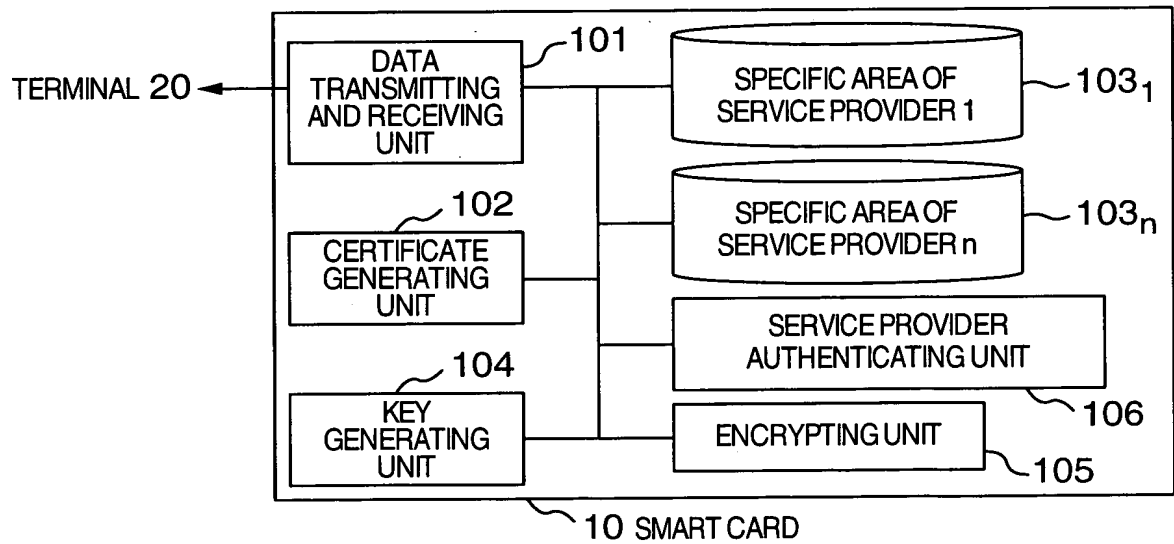 101
DATA
TRANSMITTING
AND RECEIVING
UNIT
TERMINAL 20
SPECIFIC AREA OF
SERVICE PROVIDER 1
103₁
102
CERTIFICATE
GENERATING
UNIT
SPECIFIC AREA OF
SERVICE PROVIDER n
103ₙ
SERVICE PROVIDER
AUTHENTICATING UNIT
106
104
KEY
GENERATING
UNIT
ENCRYPTING UNIT
105
10 SMART CARD